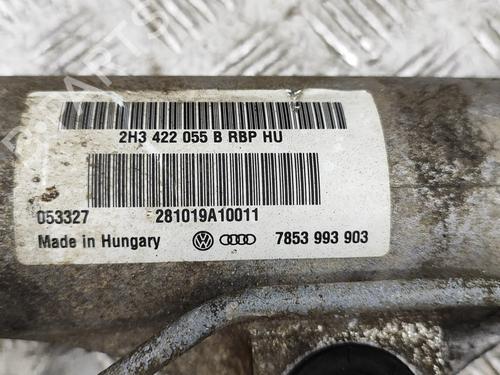 2H3 422 055 B RBP HU
053327 281019A10011
Made in Hungary 7853 993 903